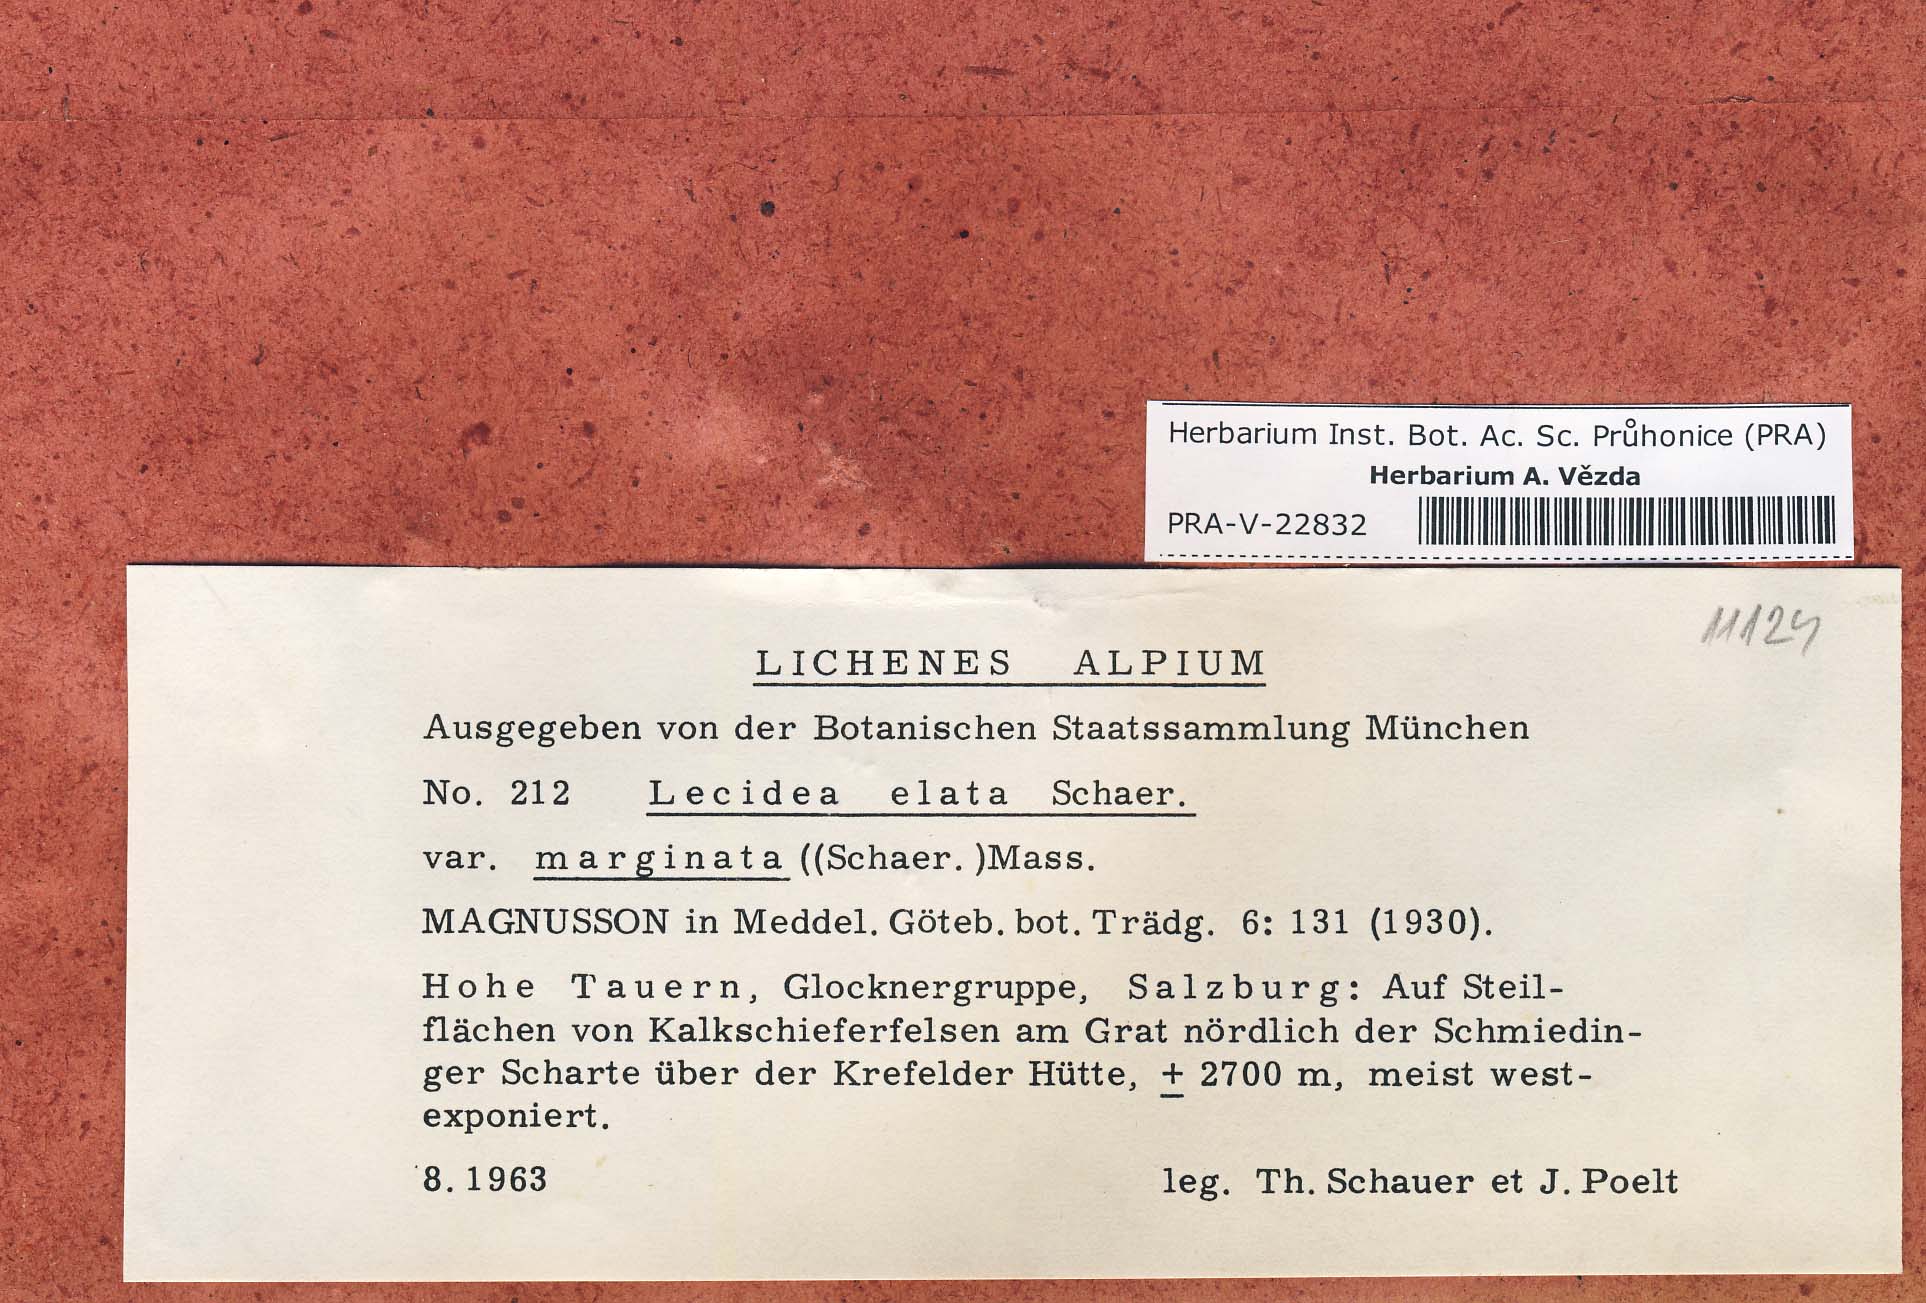 Herbarium Inst. Bot. Ac. Sc. Průhonice (PRA)
Herbarium A. Vězda
PRA-V-22832
11124
LICHENES ALPIUM
Ausgegeben von der Botanischen Staatssammlung München
No. 212 Lecidea elata Schaer.
var. marginata ((Schaer. )Mass.
MAGNUSSON in Meddel. Göteb. bot. Trädg. 6: 131 (1930).
Hohe Tauern, Glocknergruppe, Salzburg: Auf Steil-
flächen von Kalkschieferfelsen am Grat nördlich der Schmiedin-
ger Scharte über der Krefelder Hütte, ± 2700 m, meist west-
exponiert.
8. 1963 leg. Th. Schauer et J. Poelt